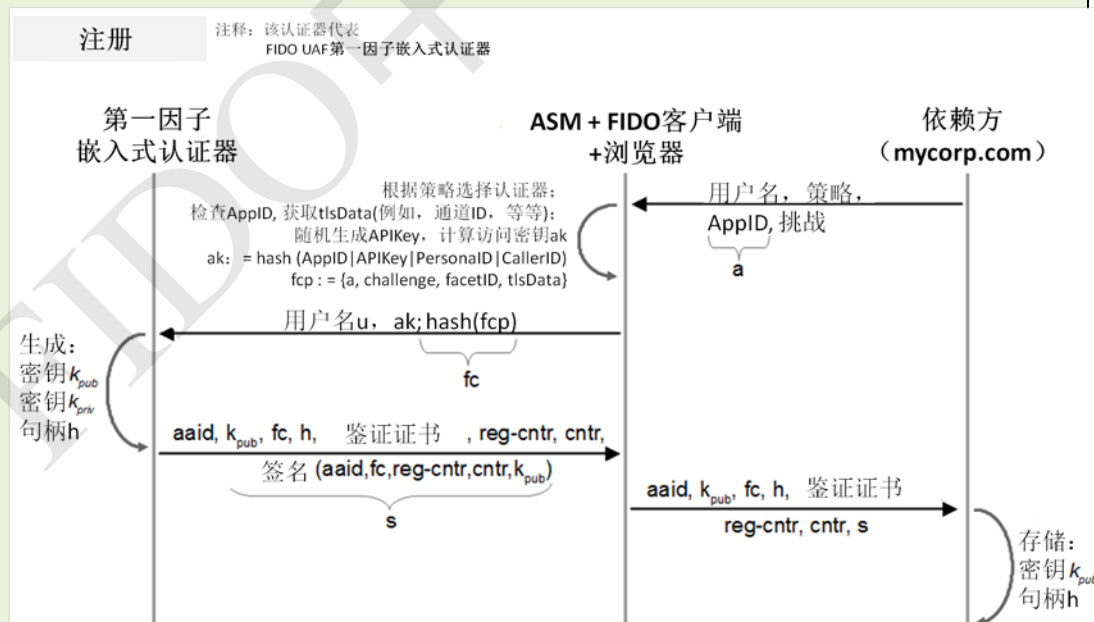 注册
注释：该认证器代表
FIDO UAF第一因子嵌入式认证器
第一因子
嵌入式认证器
ASM + FIDO客户端
+浏览器
依赖方
（mycorp.com）
根据策略选择认证器；
检查AppID, 获取tlsData(例如，通道ID，等等)；
随机生成APIKey，计算访问密钥ak
ak：= hash (AppID|APIKey|PersonaID|CallerID)
fcp : = {a, challenge, facetID, tlsData}
用户名，策略，
AppID, 挑战
a
用户名u，ak; hash(fcp)
fc
生成：
密钥kpub
密钥kpriv
句柄h
aaid, kpub, fc, h, 鉴证证书 , reg-cntr, cntr,
签名 (aaid,fc,reg-cntr,cntr,kpub)
s
aaid, kpub, fc, h, 鉴证证书
reg-cntr, cntr, s
存储：
密钥kpub
句柄h
FIDO